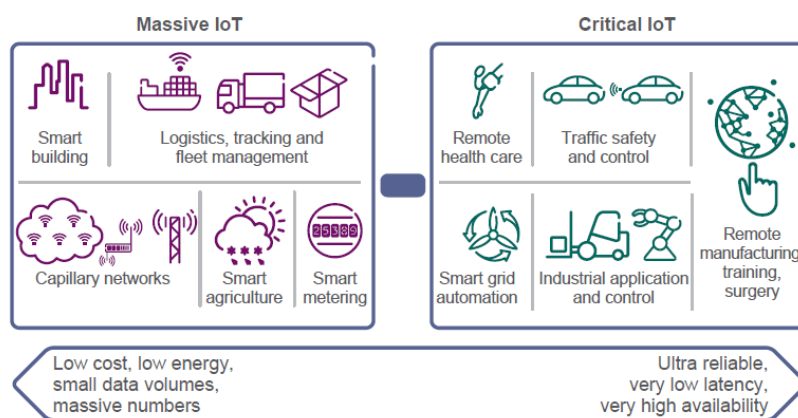 Massive IoT
Critical IoT
Smart
building
Logistics, tracking and
fleet management
Capillary networks
Smart
agriculture
29389
Smart
metering
Remote
health care
Traffic safety
and control
Smart grid
automation
Industrial application
and control
Remote
manufacturing,
training,
surgery
Low cost, low energy,
small data volumes,
massive numbers
Ultra reliable,
very low latency,
very high availability